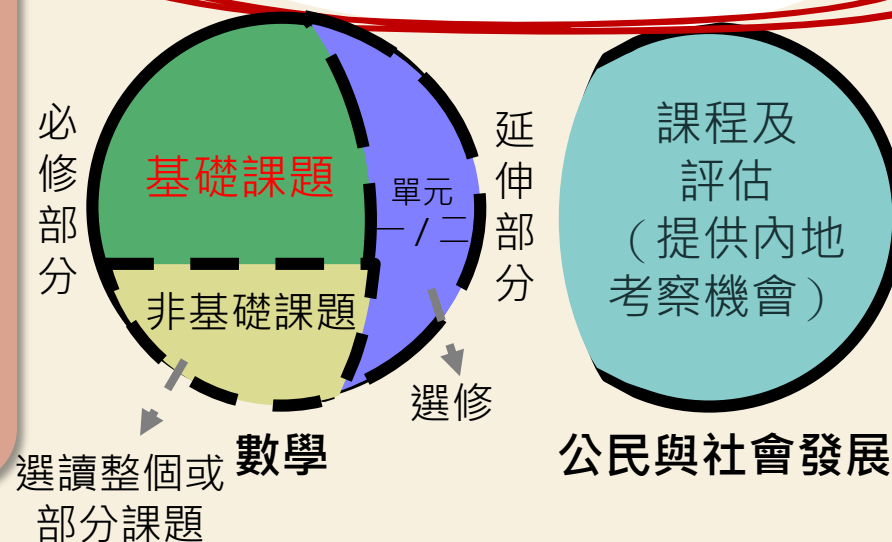 必
修
部
分
基礎課題
非基礎課題
單元
一 / 二
延
伸
部
分
選修
選讀整個或
部分課題
數學
課程及
評估
（提供內地
考察機會）
公民與社會發展